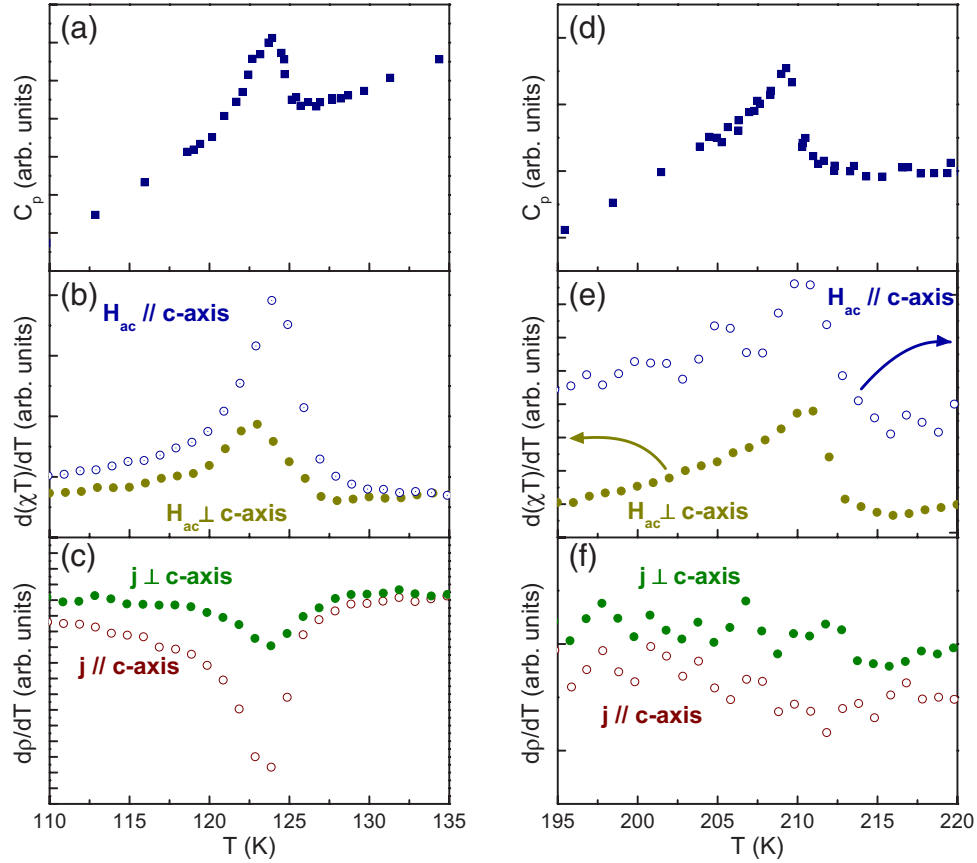 (a)
C_p (arb. units)
(b)
H_ac // c-axis
H_ac ⊥ c-axis
d(χT)/dT (arb. units)
(c)
j ⊥ c-axis
j // c-axis
dρ/dT (arb. units)
110 115 120 125 130 135
T (K)
(d)
C_p (arb. units)
(e)
H_ac // c-axis
H_ac ⊥ c-axis
d(χT)/dT (arb. units)
(f)
j ⊥ c-axis
j // c-axis
dρ/dT (arb. units)
195 200 205 210 215 220
T (K)